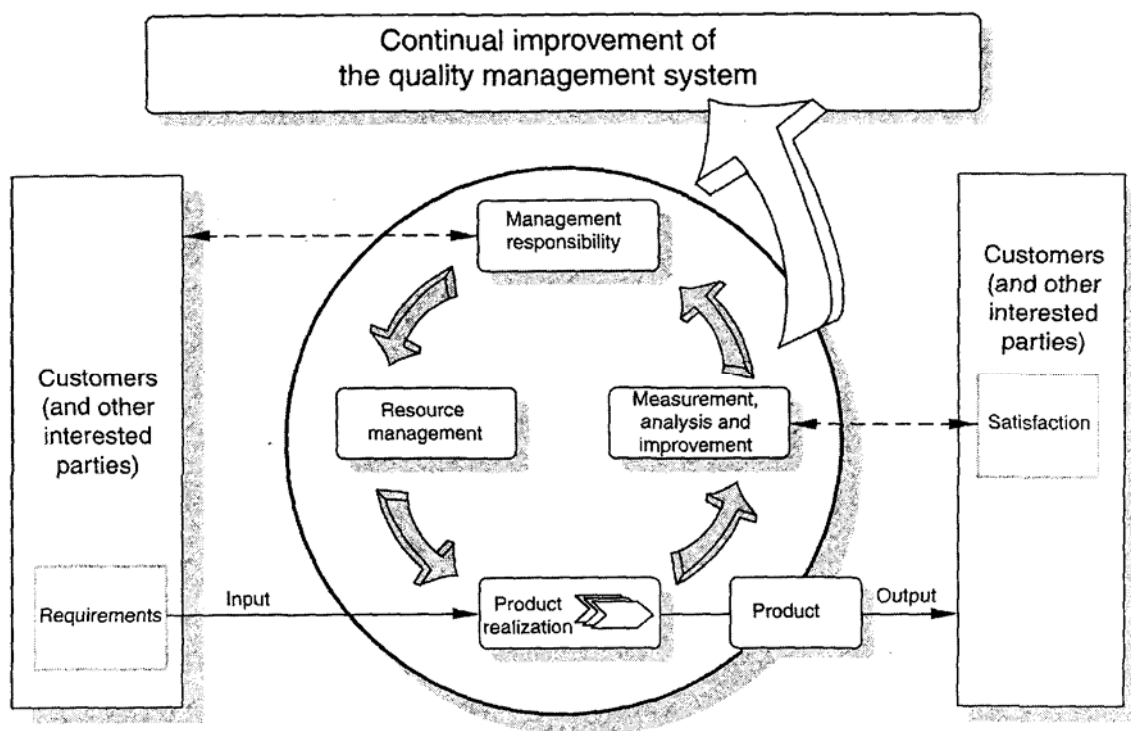 Continual improvement of
the quality management system
Management
responsibility
Customers
(and other
interested
parties)
Customers
(and other
interested
parties)
Resource
management
Measurement,
analysis and
improvement
Satisfaction
Requirements
Input
Product
realization
Product
Output